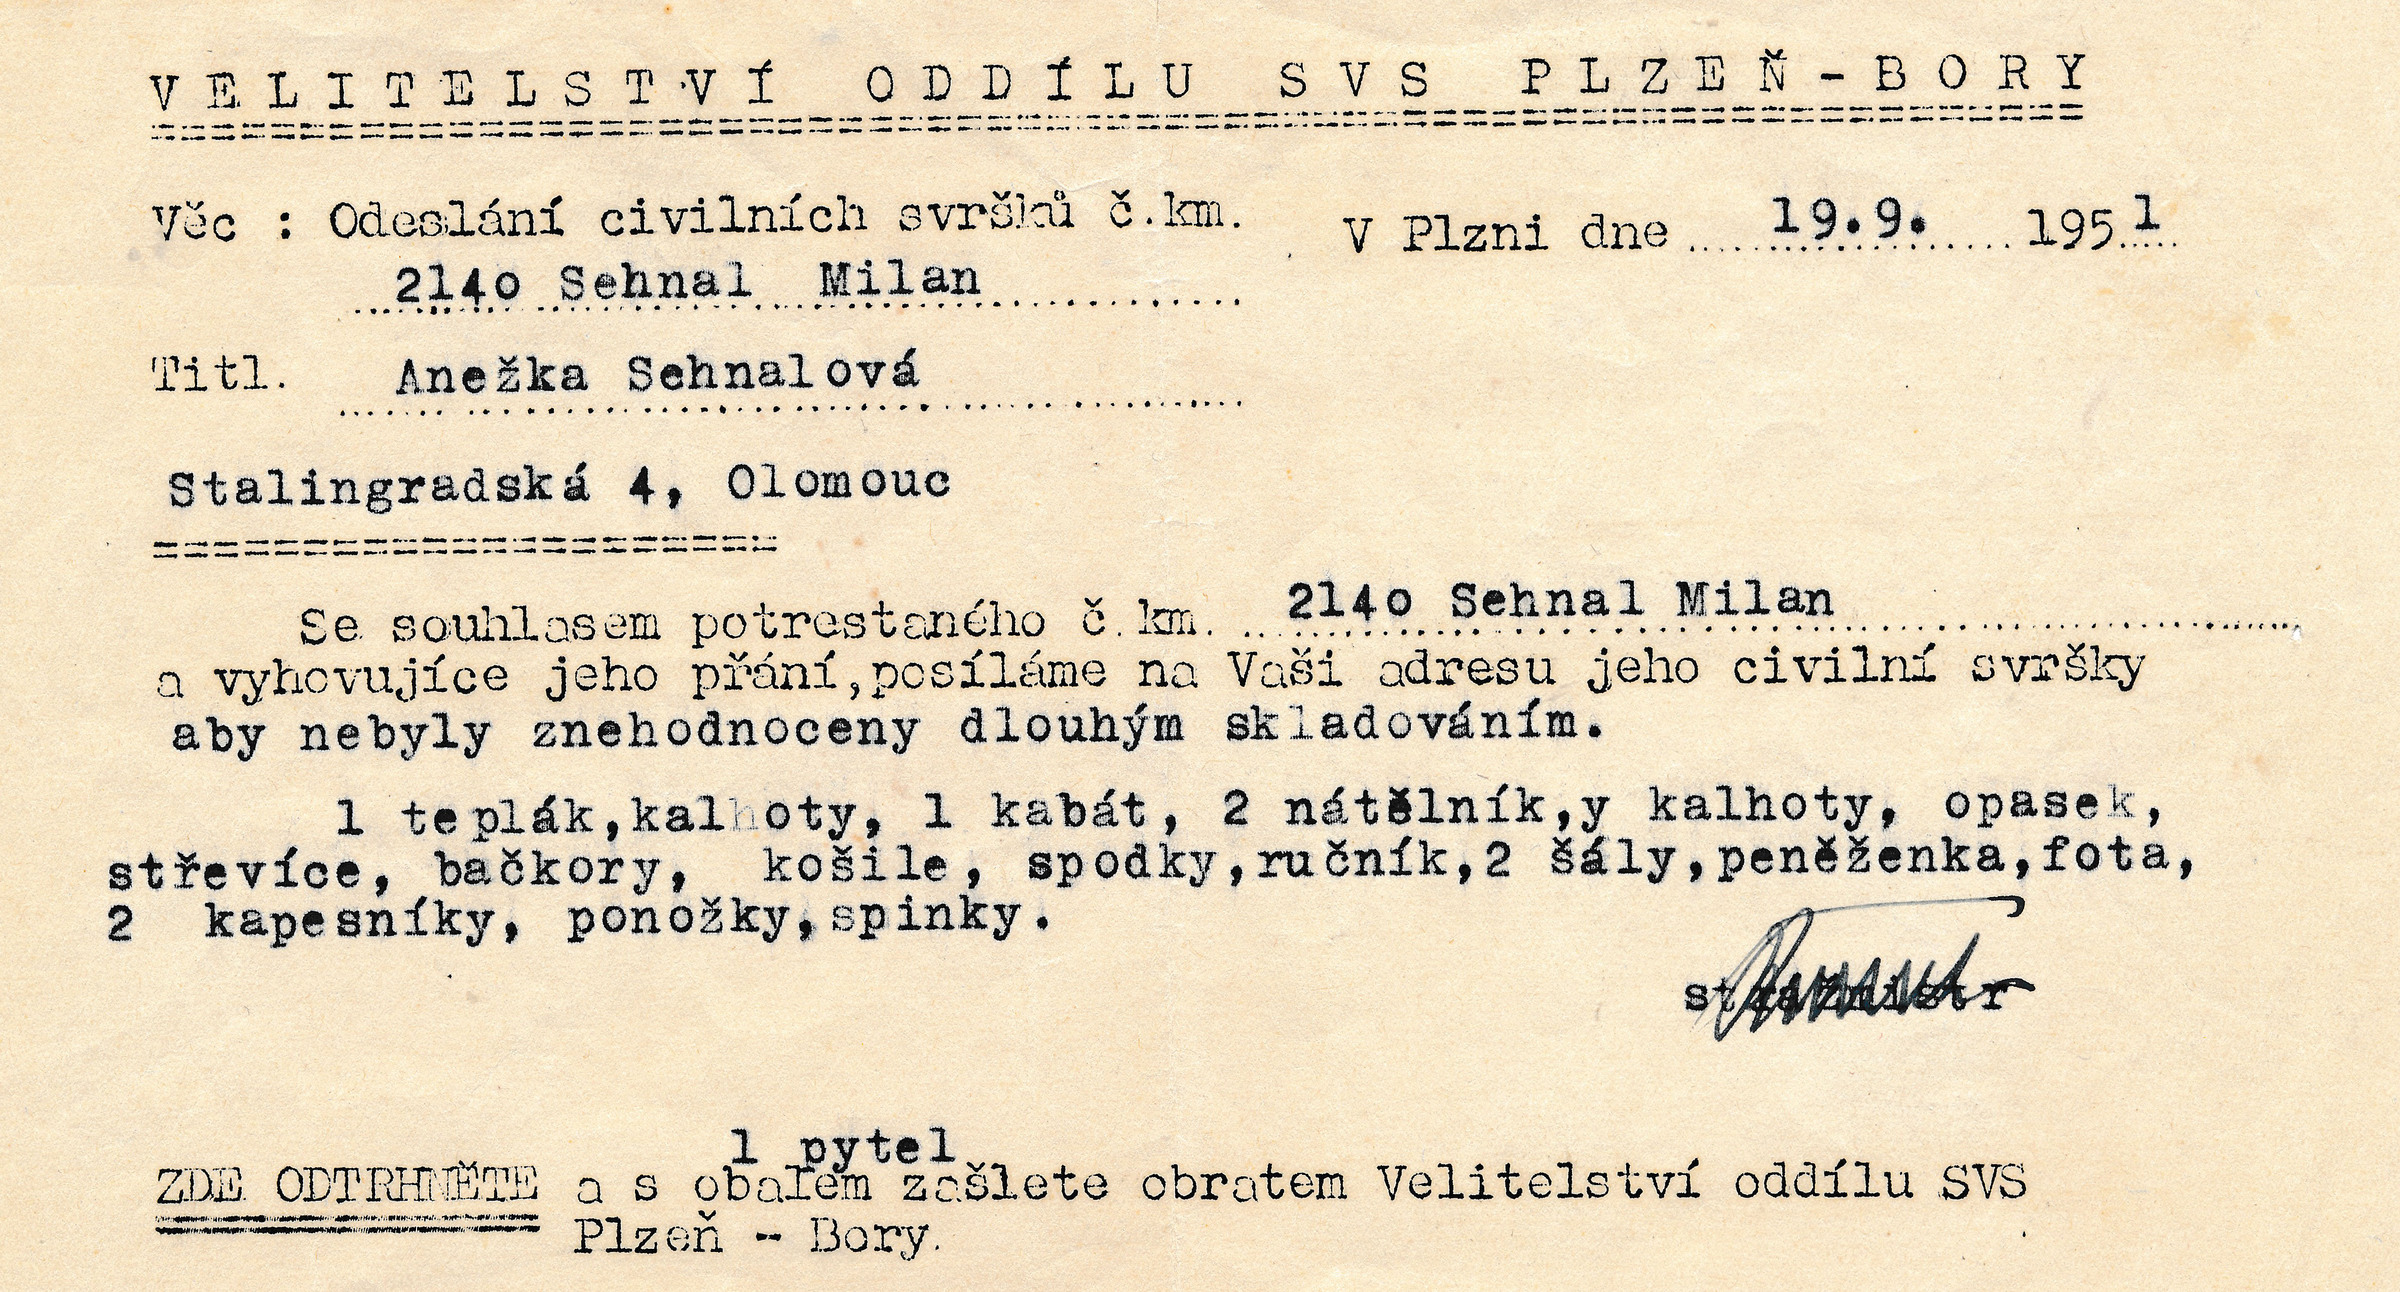 VELITELSTVÍ ODDÍLU SVS PLZEŇ-BORY
Věc : Odeslání civilních svršků č.km. V Plzni dne 19.9. 1951
214o Sehnal Milan
Titl. Anežka Sehnalová
Stalingradská 4, Olomouc
Se souhlasem potrestaného č.km. 214o Sehnal Milan
a vyhovujíce jeho přání,posíláme na Vaši adresu jeho civilní svršky
aby nebyly znehodnoceny dlouhým skladováním.
1 teplák,kalhoty, 1 kabát, 2 nátělník,y kalhoty, opasek,
střevíce, bačkory, košile, spodky,ručník,2 šály,peněženka,fota,
2 kapesníky, ponožky,spinky.
1 pytel
ZDE ODTRHNĚTE a s obalem zašlete obratem Velitelství oddílu SVS
Plzeň - Bory.